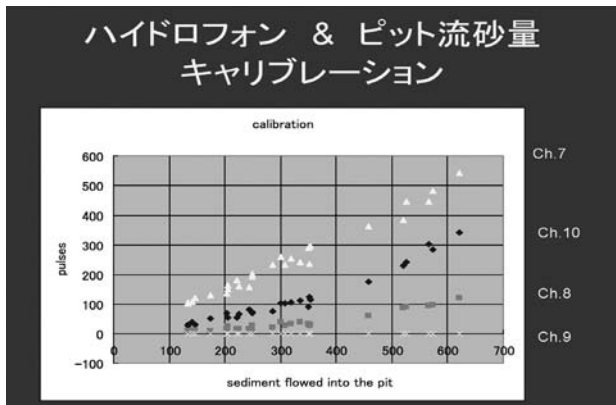 ハイドロフォン ＆ ピット流砂量
キャリブレーション
calibration
600
500
400
300
200
100
0
−100
pulses
0 100 200 300 400 500 600 700
sediment flowed into the pit
Ch.7
Ch.10
Ch.8
Ch.9